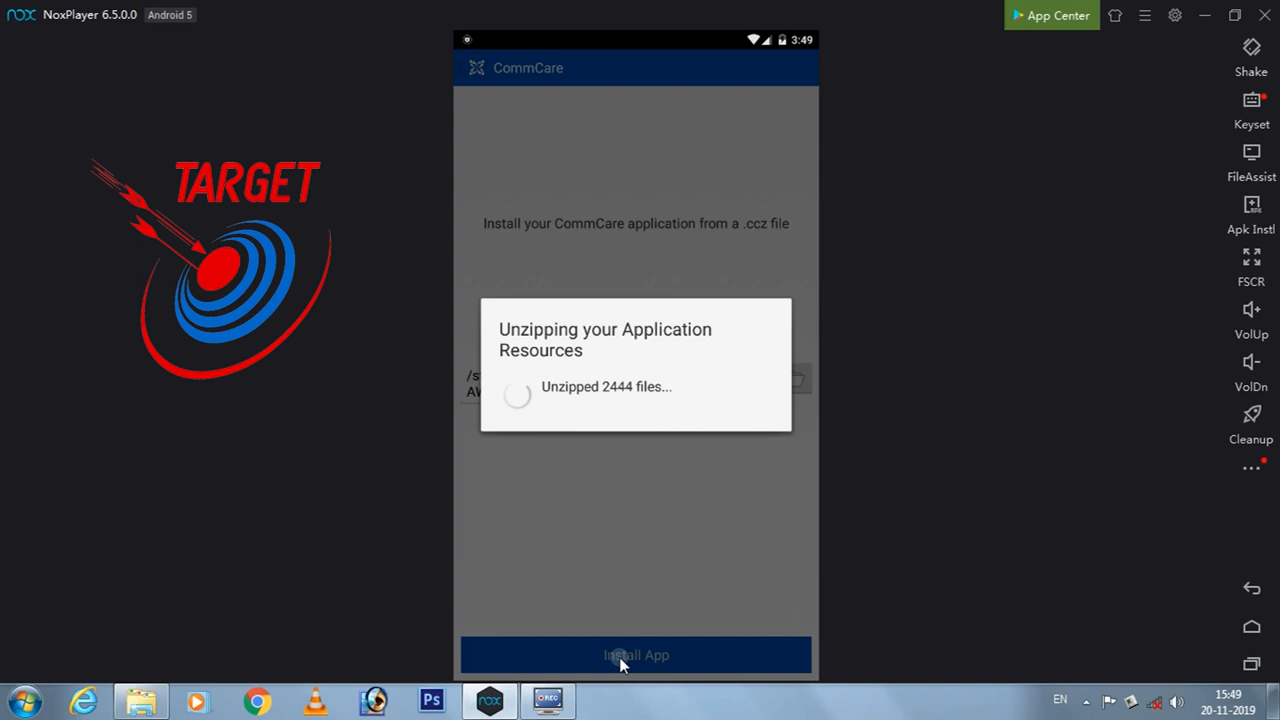 NoxPlayer 6.5.0.0 Android 5
App Center
3:49
CommCare
Shake
Keyset
FileAssist
Apk Instl
FSCR
VolUp
VolDn
Cleanup
TARGET
Install your CommCare application from a .ccz file
Unzipping your Application
Resources
Unzipped 2444 files...
Install App
Ps
REC
EN
15:49
20-11-2019